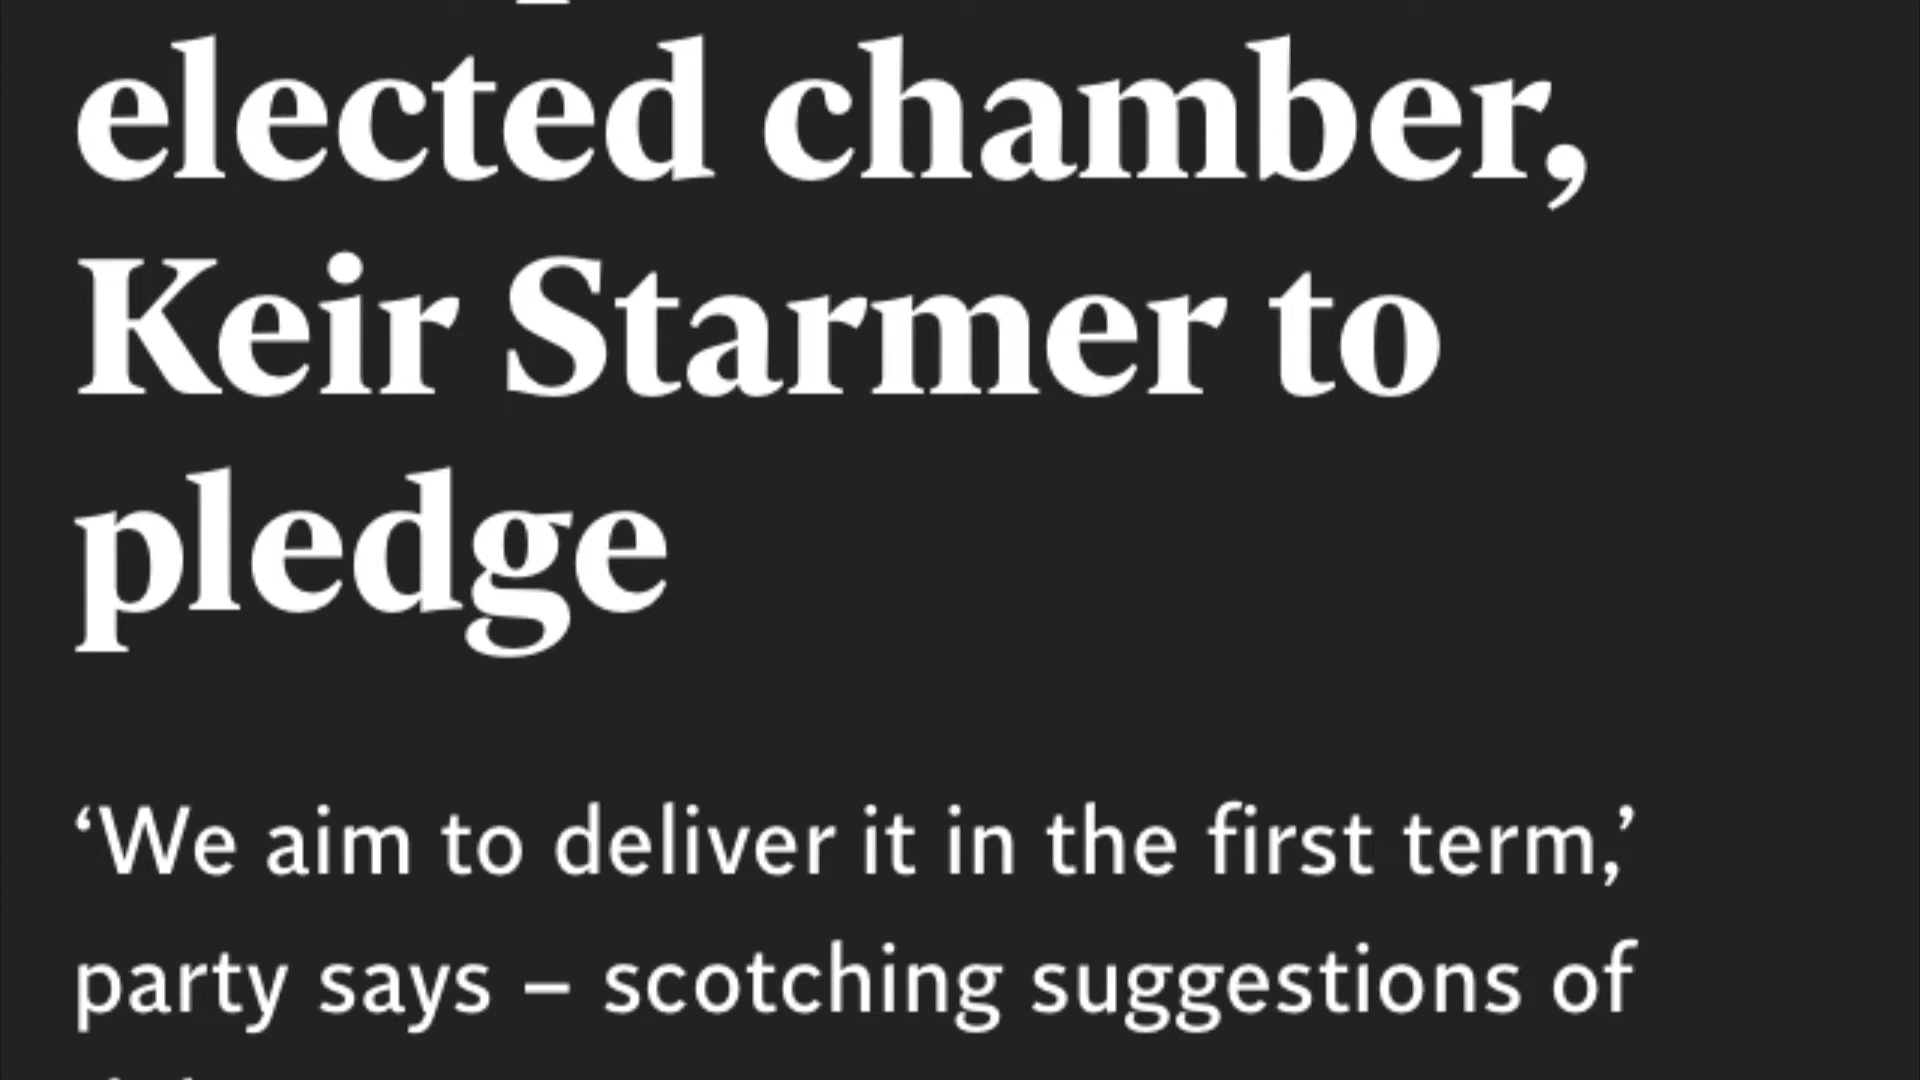 elected chamber,
Keir Starmer to
pledge
‘We aim to deliver it in the first term,’
party says – scotching suggestions of